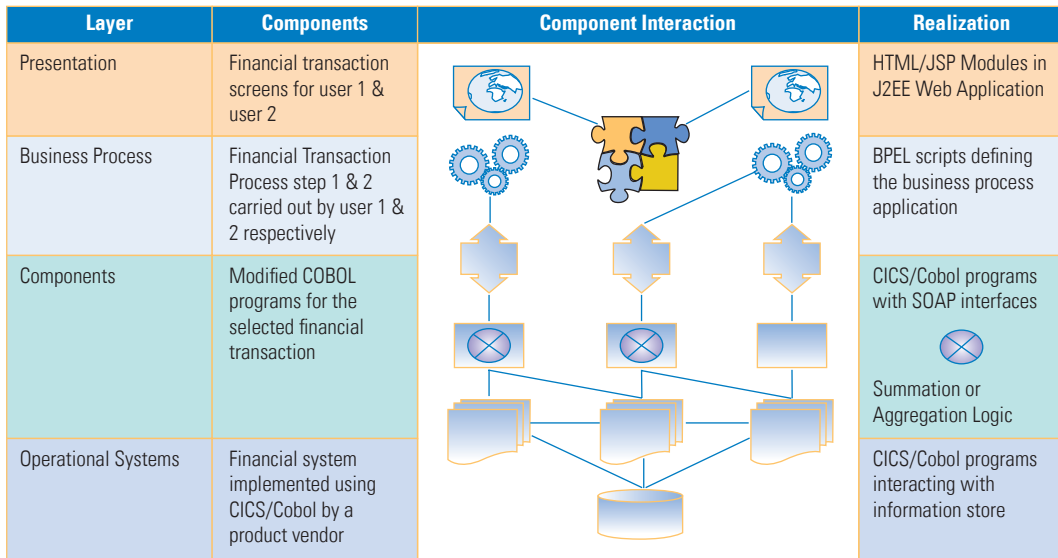 Layer
Components
Component Interaction
Realization
Presentation
Financial transaction
screens for user 1 &
user 2
HTML/JSP Modules in
J2EE Web Application
Business Process
Financial Transaction
Process step 1 & 2
carried out by user 1 &
2 respectively
BPEL scripts defining
the business process
application
Components
Modified COBOL
programs for the
selected financial
transaction
CICS/Cobol programs
with SOAP interfaces
Summation or
Aggregation Logic
Operational Systems
Financial system
implemented using
CICS/Cobol by a
product vendor
CICS/Cobol programs
interacting with
information store